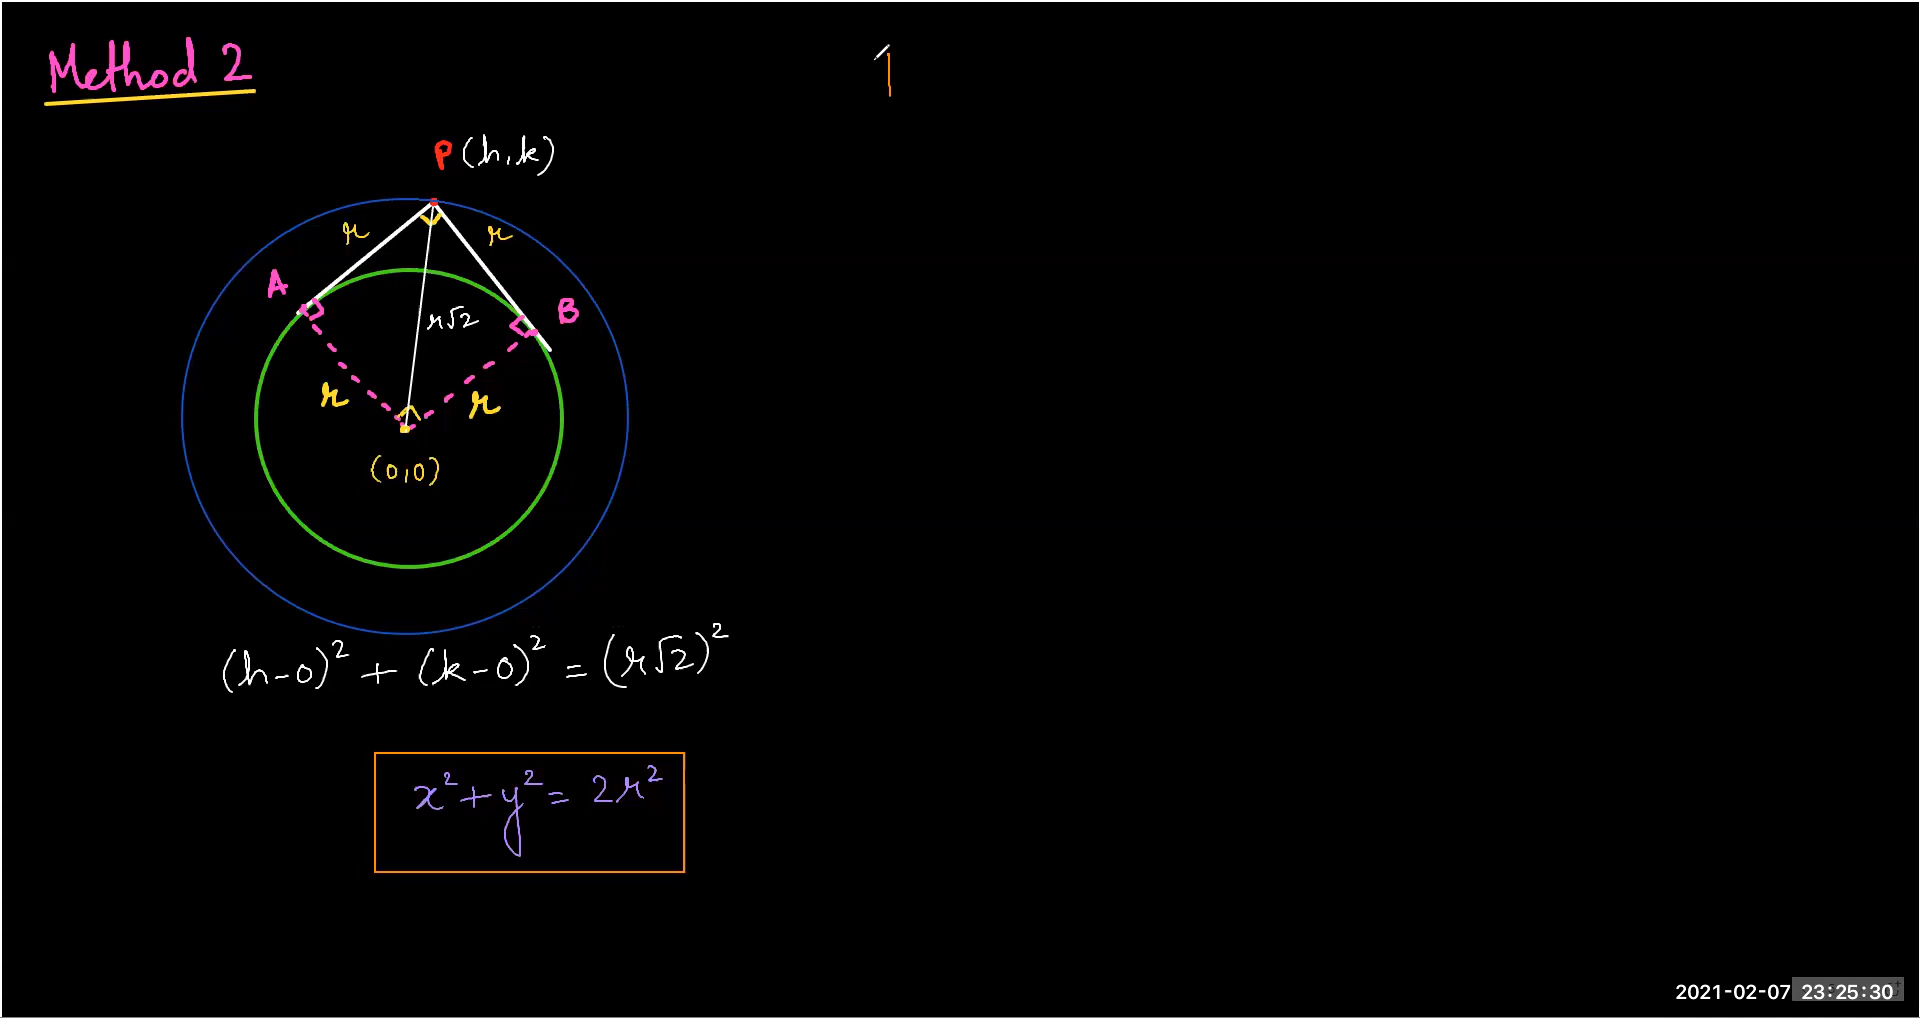 Method 2
1
P (h,k)
r r
A
B
r√2
r r
(0,0)
(h-0)² + (k-0)² = (r√2)²
x² + y² = 2r²
2021-02-07 23:25:30